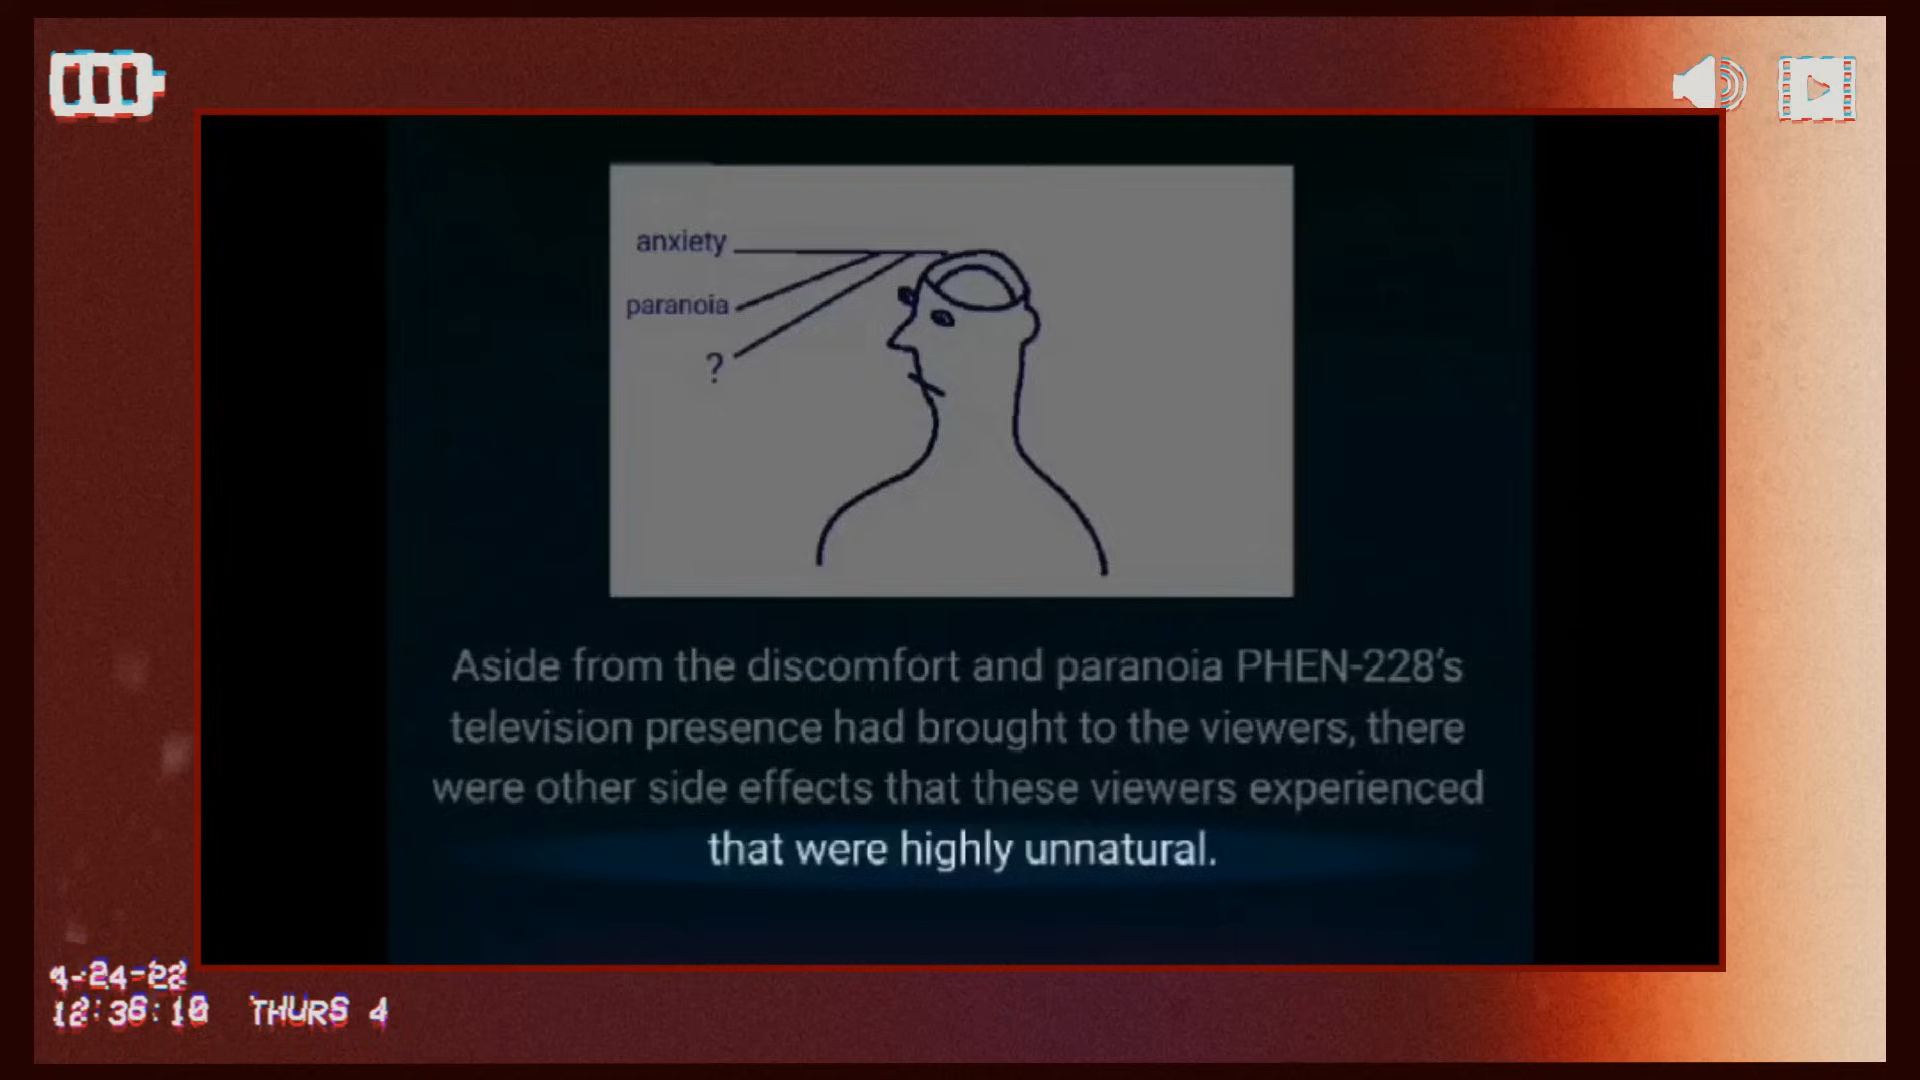 anxiety
paranoia
?
Aside from the discomfort and paranoia PHEN-228's
television presence had brought to the viewers, there
were other side effects that these viewers experienced
that were highly unnatural.
4-24-22
12:36:10 THURS 4